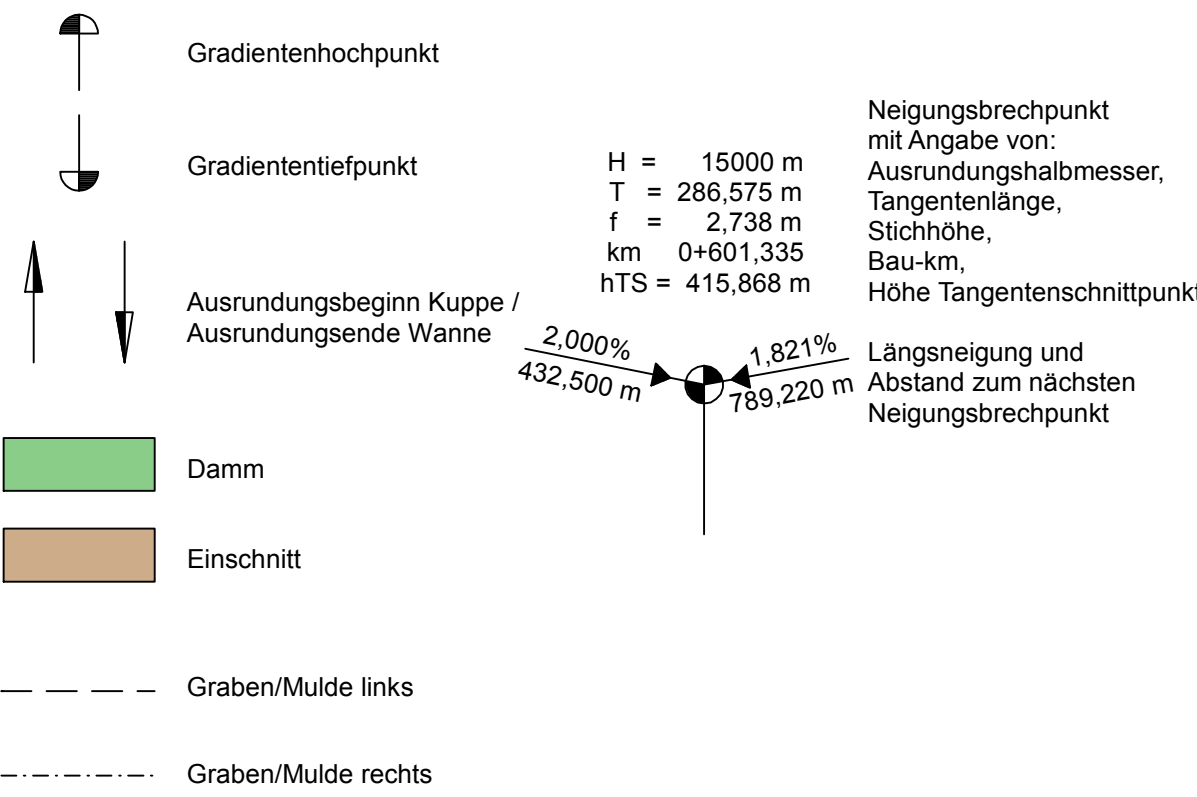 Gradientenhochpunkt
Gradiententiefpunkt
Ausrundungsbeginn Kuppe /
Ausrundungsende Wanne
Damm
Einschnitt
Graben/Mulde links
Graben/Mulde rechts
H = 15000 m
T = 286,575 m
f = 2,738 m
km 0+601,335
hTS = 415,868 m
2,000%
432,500 m
1,821%
789,220 m
Neigungsbrechpunkt
mit Angabe von:
Ausrundungshalbmesser,
Tangentenlänge,
Stichhöhe,
Bau-km,
Höhe Tangentenschnittpunkt
Längsneigung und
Abstand zum nächsten
Neigungsbrechpunkt